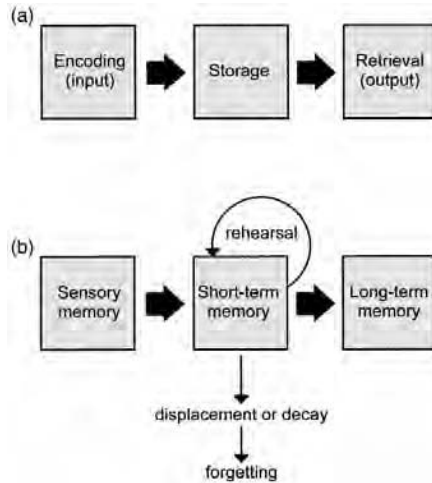 (a)
Encoding
(input)
Storage
Retrieval
(output)
(b)
rehearsal
Sensory
memory
Short-term
memory
Long-term
memory
displacement or decay
forgetting